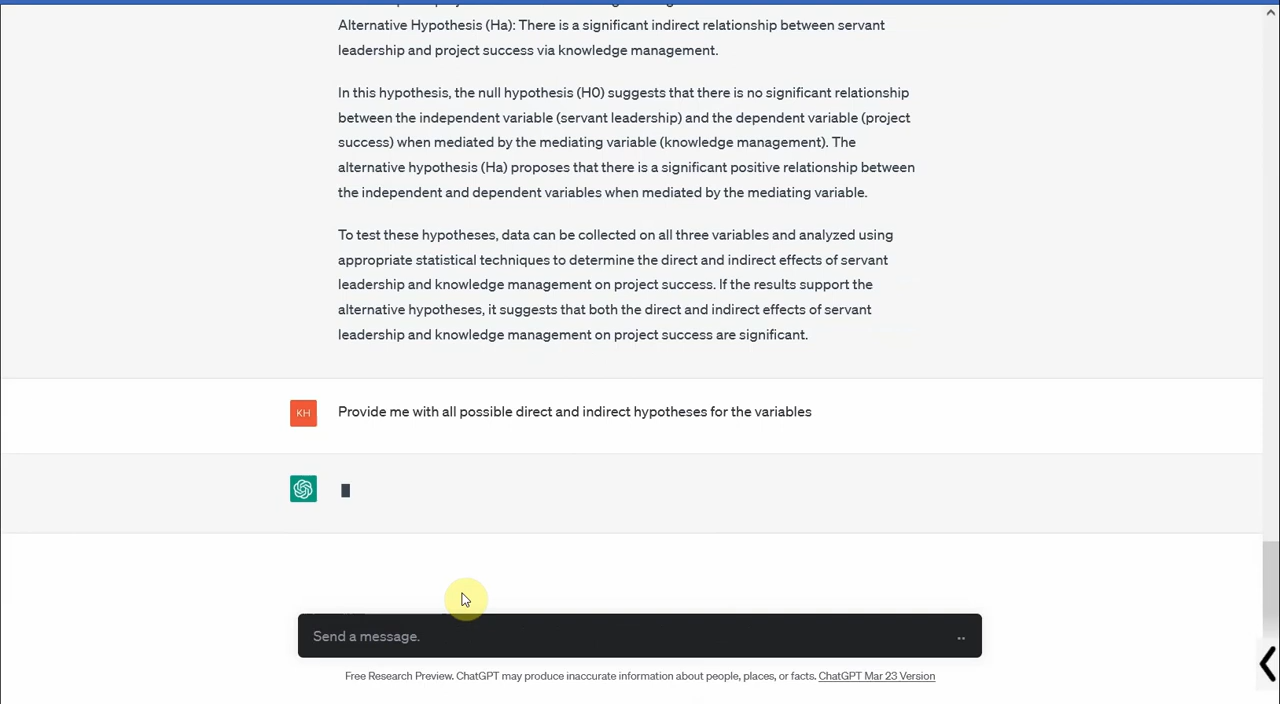 Alternative Hypothesis (Ha): There is a significant indirect relationship between servant
leadership and project success via knowledge management.
In this hypothesis, the null hypothesis (H0) suggests that there is no significant relationship
between the independent variable (servant leadership) and the dependent variable (project
success) when mediated by the mediating variable (knowledge management). The
alternative hypothesis (Ha) proposes that there is a significant positive relationship between
the independent and dependent variables when mediated by the mediating variable.
To test these hypotheses, data can be collected on all three variables and analyzed using
appropriate statistical techniques to determine the direct and indirect effects of servant
leadership and knowledge management on project success. If the results support the
alternative hypotheses, it suggests that both the direct and indirect effects of servant
leadership and knowledge management on project success are significant.
KH
Provide me with all possible direct and indirect hypotheses for the variables
Send a message.
Free Research Preview. ChatGPT may produce inaccurate information about people, places, or facts. ChatGPT Mar 23 Version